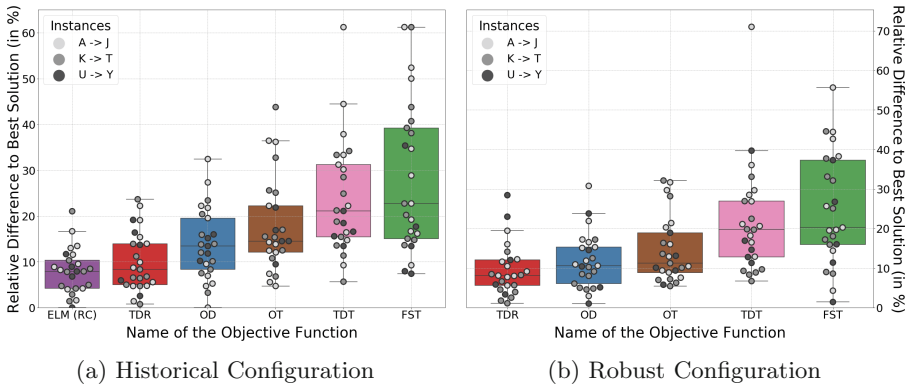 Relative Difference to Best Solution (in %)
60
50
40
30
20
10
0
Instances
A -> J
K -> T
U -> Y
ELM (RC) TDR OD OT TDT FST
Name of the Objective Function
(a) Historical Configuration
Instances
A -> J
K -> T
U -> Y
70
60
50
40
30
20
10
0
Relative Difference to Best Solution (in %)
TDR OD OT TDT FST
Name of the Objective Function
(b) Robust Configuration